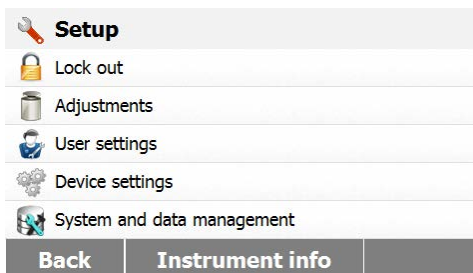 Setup
Lock out
Adjustments
User settings
Device settings
System and data management
Back Instrument info